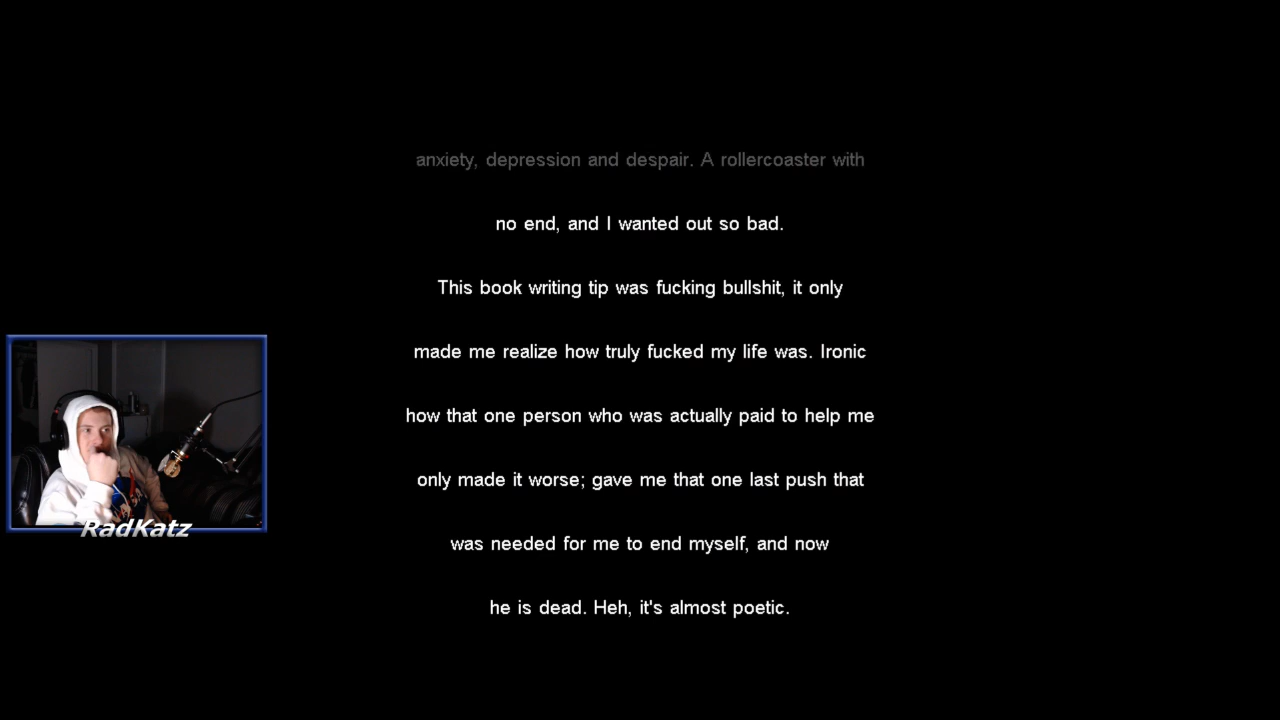 anxiety, depression and despair. A rollercoaster with
no end, and I wanted out so bad.
This book writing tip was fucking bullshit, it only
made me realize how truly fucked my life was. Ironic
how that one person who was actually paid to help me
only made it worse; gave me that one last push that
was needed for me to end myself, and now
he is dead. Heh, it's almost poetic.
RadKatz